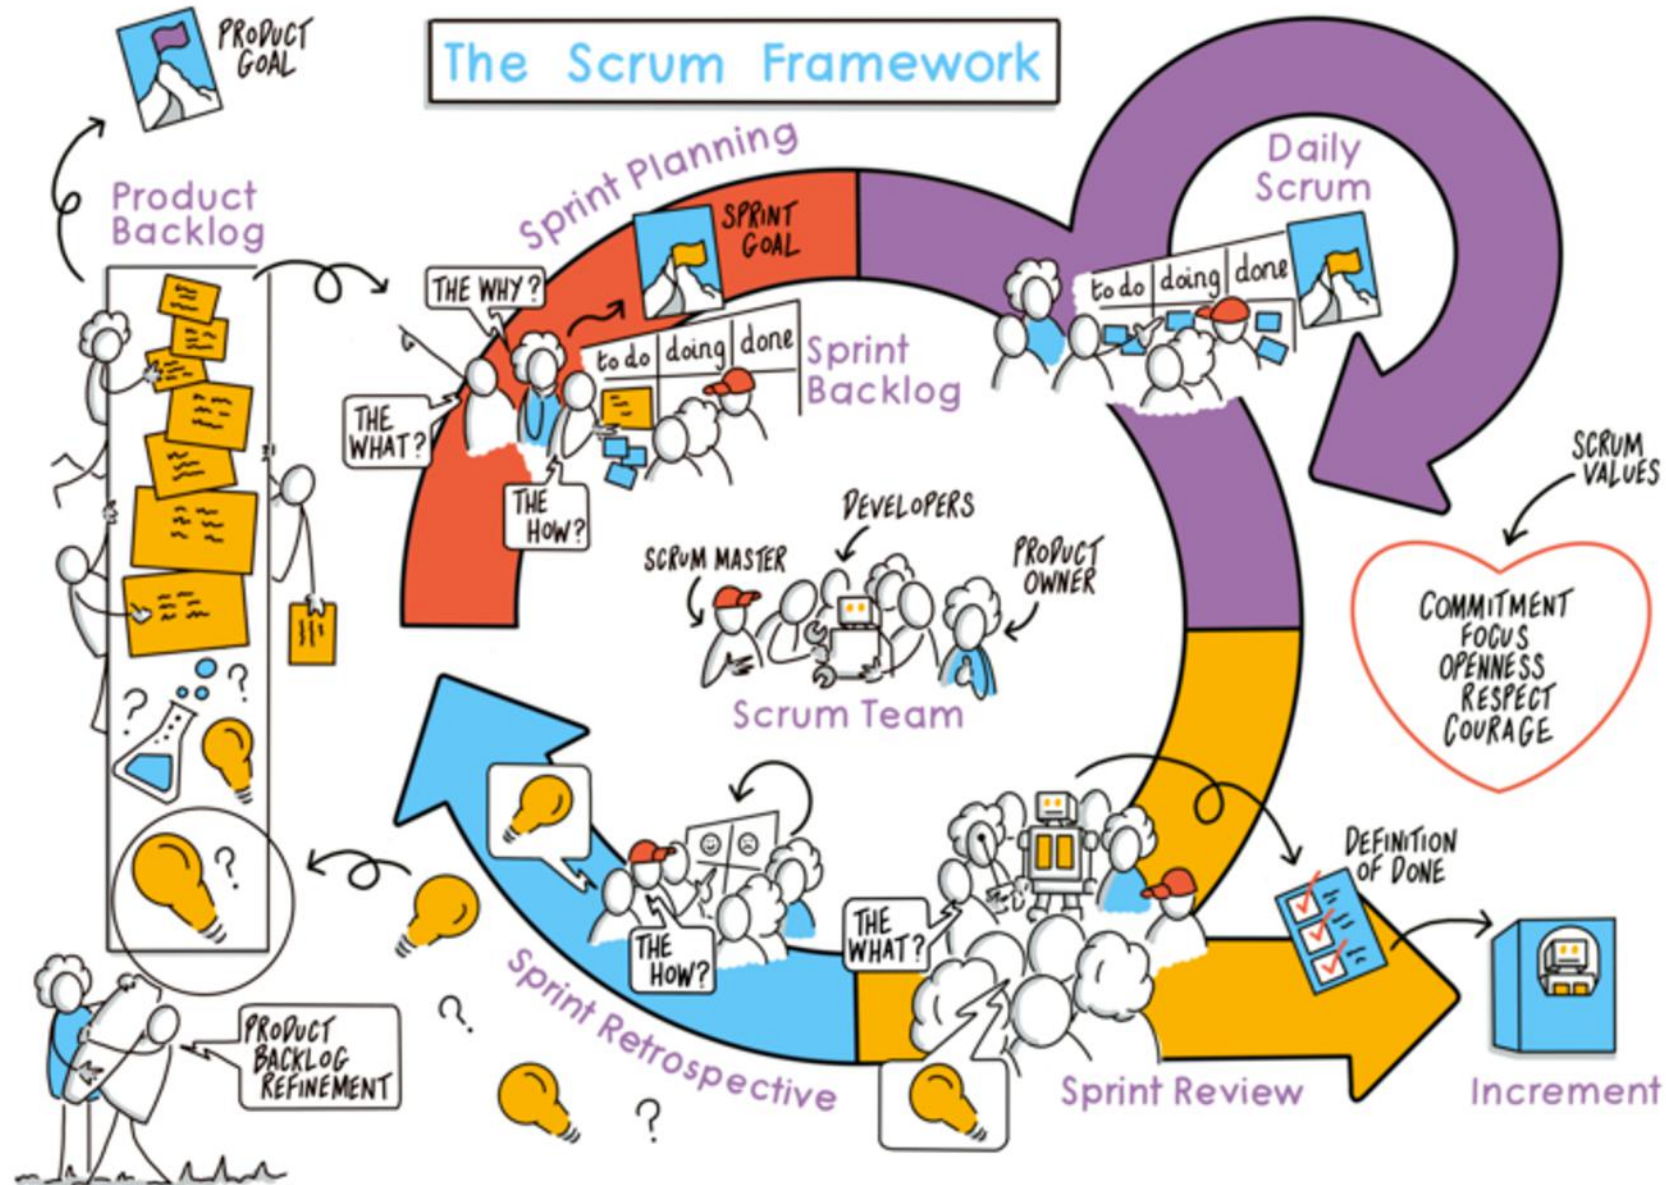 The Scrum Framework
PRODUCT
GOAL
Product
Backlog
Sprint Planning
SPRINT
GOAL
THE WHY?
THE
WHAT?
THE
HOW?
to do doing done
Sprint
Backlog
Daily
Scrum
to do doing done
SCRUM
VALUES
COMMITMENT
FOCUS
OPENNESS
RESPECT
COURAGE
DEVELOPERS
SCRUM MASTER
PRODUCT
OWNER
Scrum Team
?
?
?
DEFINITION
OF DONE
THE
WHAT?
THE
HOW?
Sprint Retrospective
Sprint Review
Increment
PRODUCT
BACKLOG
REFINEMENT
?
?